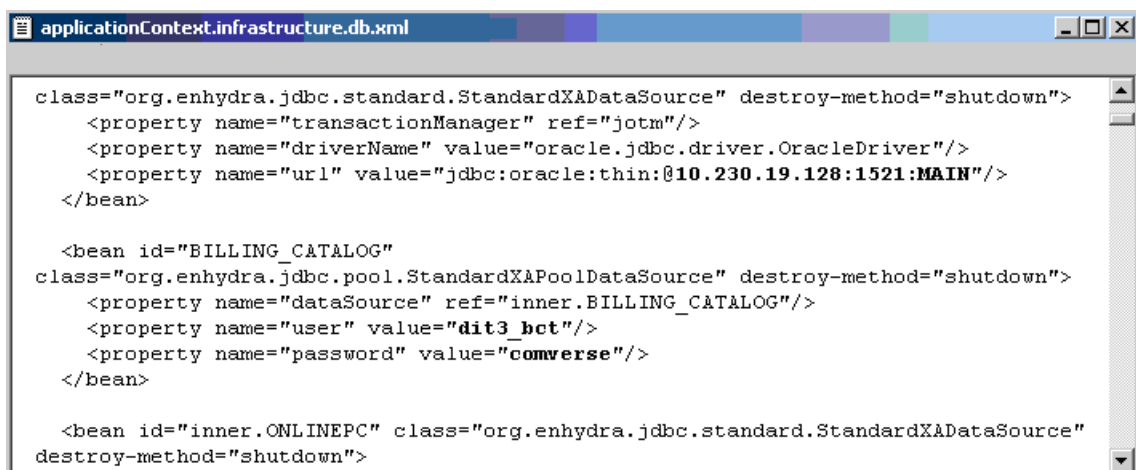 applicationContext.infrastructure.db.xml
class="org.enhydra.jdbc.standard.StandardXADataSource" destroy-method="shutdown">
<property name="transactionManager" ref="jotm"/>
<property name="driverName" value="oracle.jdbc.driver.OracleDriver"/>
<property name="url" value="jdbc:oracle:thin:@10.230.19.128:1521:MAIN"/>
</bean>
<bean id="BILLING_CATALOG"
class="org.enhydra.jdbc.pool.StandardXAPoolDataSource" destroy-method="shutdown">
<property name="dataSource" ref="inner.BILLING_CATALOG"/>
<property name="user" value="dit3_bct"/>
<property name="password" value="comverse"/>
</bean>
<bean id="inner.ONLINEPC" class="org.enhydra.jdbc.standard.StandardXADataSource"
destroy-method="shutdown">